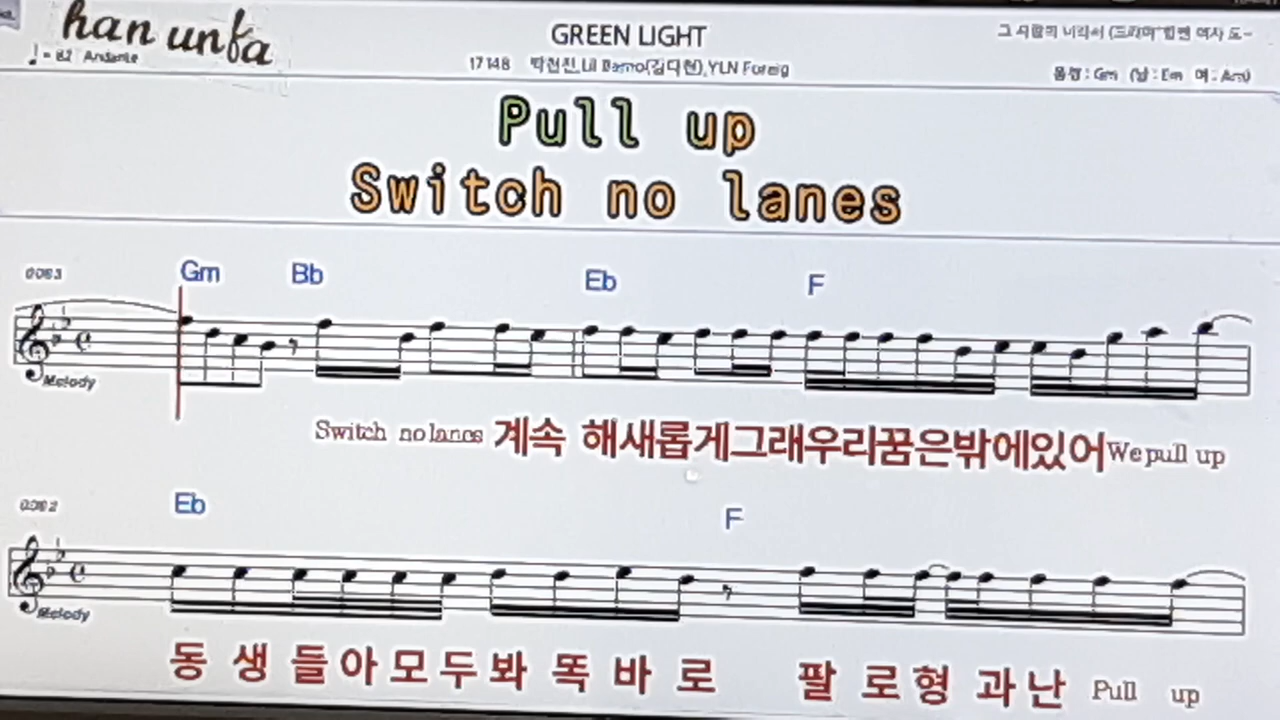 han unfa
GREEN LIGHT
♩ = 82 Andante
17148
Pull up
Switch no lanes
Gm Bb Eb F
Melody
Switch no lanes 계속 해새롭게그래우리꿈은밖에있어We pull up
Eb F
Melody
동 생 들아모두봐 똑 바 로 팔 로형 과난 Pull up